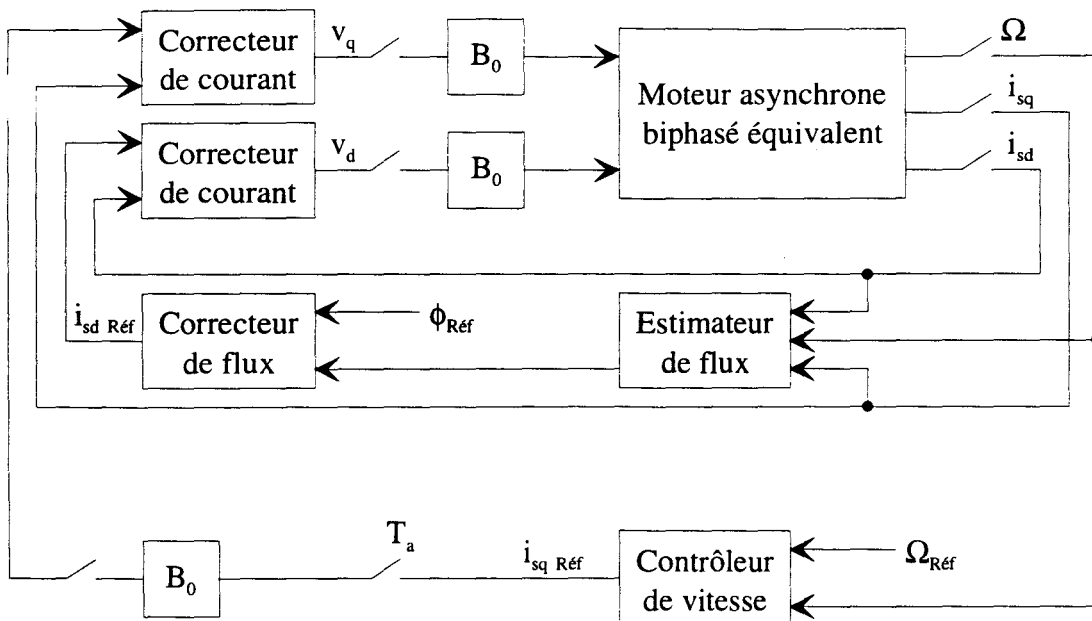 Correcteur
de courant
v_q
B_0
Moteur asynchrone
biphasé équivalent
Ω
i_sq
i_sd
Correcteur
de courant
v_d
B_0
i_sd Réf
Correcteur
de flux
ϕ_Réf
Estimateur
de flux
B_0
T_a
i_sq Réf
Contrôleur
de vitesse
Ω_Réf